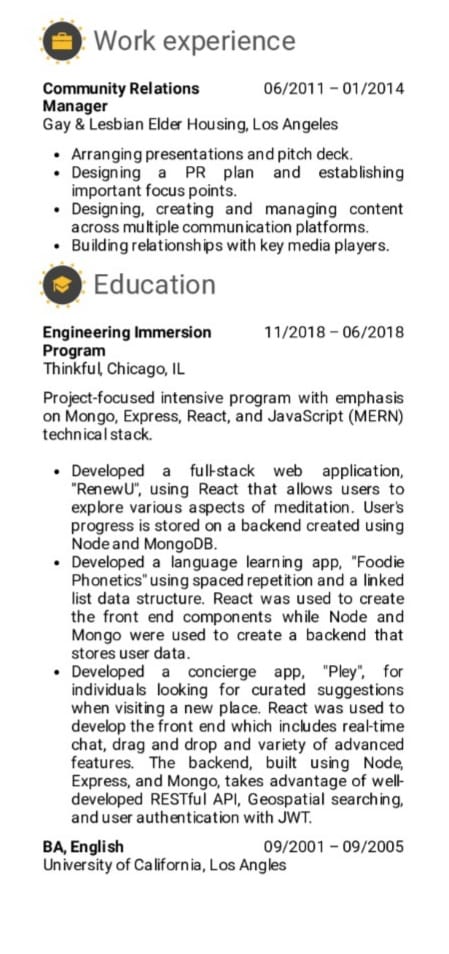 Work experience
Community Relations 06/2011 – 01/2014
Manager
Gay & Lesbian Elder Housing, Los Angeles
• Arranging presentations and pitch deck.
• Designing a PR plan and establishing
important focus points.
• Designing, creating and managing content
across multiple communication platforms.
• Building relationships with key media players.
Education
Engineering Immersion 11/2018 – 06/2018
Program
Thinkful, Chicago, IL
Project-focused intensive program with emphasis
on Mongo, Express, React, and JavaScript (MERN)
technical stack.
• Developed a full-stack web application,
"RenewU", using React that allows users to
explore various aspects of meditation. User's
progress is stored on a backend created using
Node and MongoDB.
• Developed a language learning app, "Foodie
Phonetics" using spaced repetition and a linked
list data structure. React was used to create
the front end components while Node and
Mongo were used to create a backend that
stores user data.
• Developed a concierge app, "Pley", for
individuals looking for curated suggestions
when visiting a new place. React was used to
develop the front end which includes real-time
chat, drag and drop and variety of advanced
features. The backend, built using Node,
Express, and Mongo, takes advantage of well-
developed RESTful API, Geospatial searching,
and user authentication with JWT.
BA, English 09/2001 – 09/2005
University of California, Los Angles